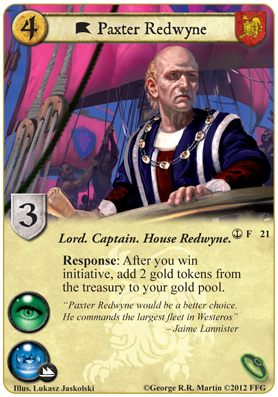 4 Paxter Redwyne
3
Lord. Captain. House Redwyne. F 21
Response: After you win
initiative, add 2 gold tokens from
the treasury to your gold pool.
“Paxter Redwyne would be a better choice.
He commands the largest fleet in Westeros”
– Jaime Lannister
Illus. Lukasz Jaskolski ©George R.R. Martin ©2012 FFG